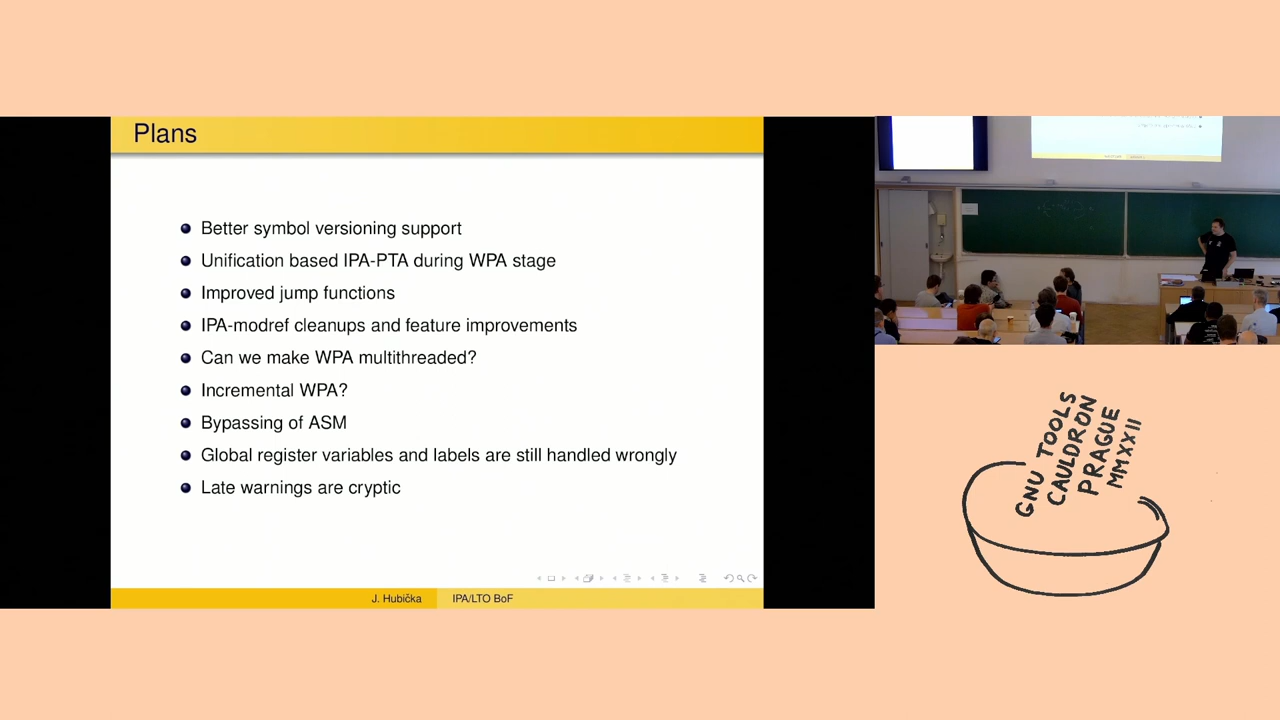 Plans
Better symbol versioning support
Unification based IPA-PTA during WPA stage
Improved jump functions
IPA-modref cleanups and feature improvements
Can we make WPA multithreaded?
Incremental WPA?
Bypassing of ASM
Global register variables and labels are still handled wrongly
Late warnings are cryptic
J. Hubička
IPA/LTO BoF
GNU TOOLS
CAULDRON
PRAGUE
MMXXII